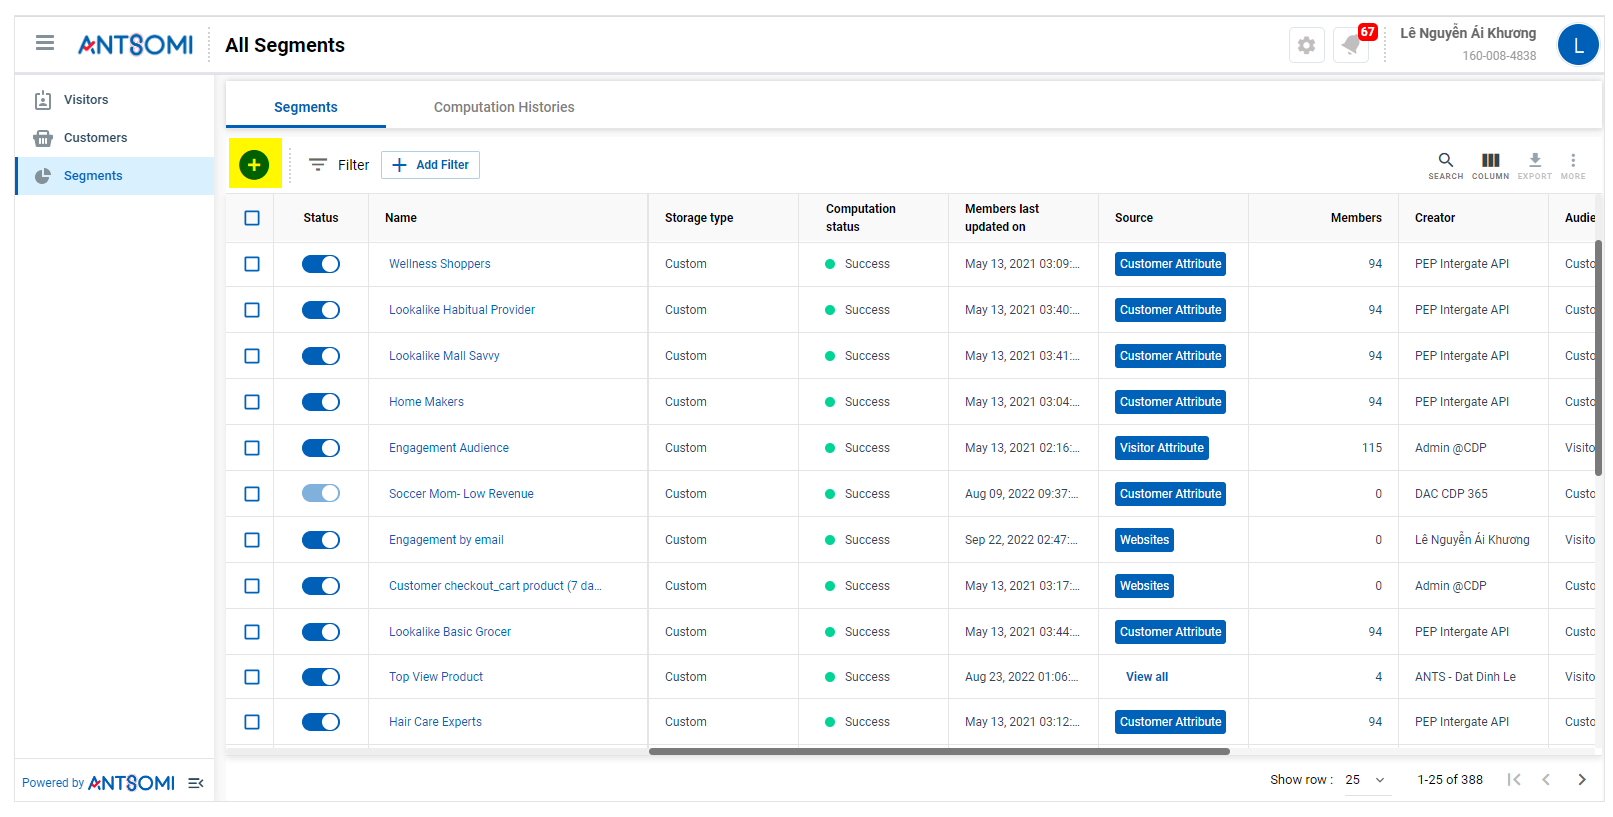 ANTSOMI All Segments 67 Lê Nguyễn Ái Khương L
160-008-4838
Visitors
Customers
Segments
Segments Computation Histories
Filter Add Filter SEARCH COLUMN EXPORT MORE
Status Name Storage type Computation status Members last updated on Source Members Creator Audie
Wellness Shoppers Custom Success May 13, 2021 03:09:... Customer Attribute 94 PEP Intergate API Custo
Lookalike Habitual Provider Custom Success May 13, 2021 03:40:... Customer Attribute 94 PEP Intergate API Custo
Lookalike Mall Savvy Custom Success May 13, 2021 03:41:... Customer Attribute 94 PEP Intergate API Custo
Home Makers Custom Success May 13, 2021 03:04:... Customer Attribute 94 PEP Intergate API Custo
Engagement Audience Custom Success May 13, 2021 02:16:... Visitor Attribute 115 Admin @CDP Visito
Soccer Mom- Low Revenue Custom Success Aug 09, 2022 09:37:... Customer Attribute 0 DAC CDP 365 Custo
Engagement by email Custom Success Sep 22, 2022 02:47:... Websites 0 Lê Nguyễn Ái Khương Visito
Customer checkout_cart product (7 da... Custom Success May 13, 2021 03:17:... Websites 0 Admin @CDP Custo
Lookalike Basic Grocer Custom Success May 13, 2021 03:44:... Customer Attribute 94 PEP Intergate API Custo
Top View Product Custom Success Aug 23, 2022 01:06:... View all 4 ANTS - Dat Dinh Le Visito
Hair Care Experts Custom Success May 13, 2021 03:12:... Customer Attribute 94 PEP Intergate API Custo
Powered by ANTSOMI
Show row : 25 1-25 of 388